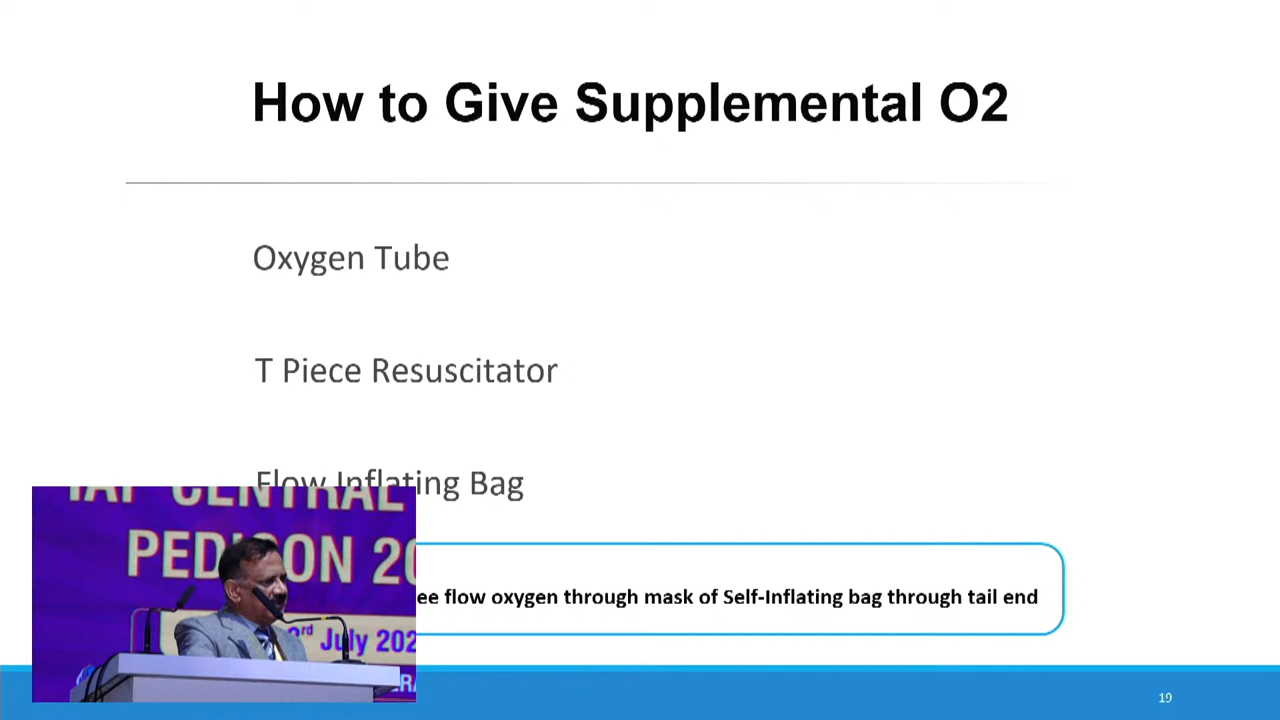 How to Give Supplemental O2
Oxygen Tube
T Piece Resuscitator
Flow Inflating Bag
flow oxygen through mask of Self-Inflating bag through tail end
CENTRAL
PEDICON 20
3rd July 202
19